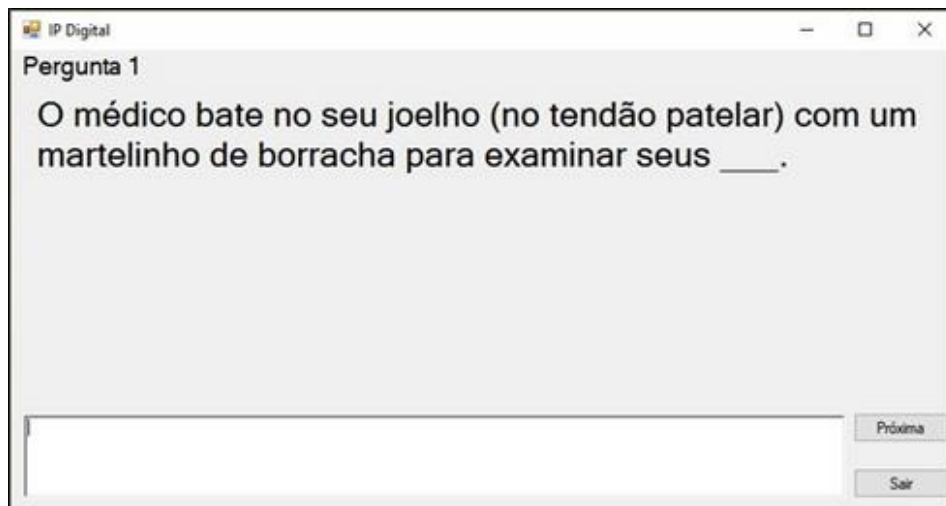 IP Digital
Pergunta 1
O médico bate no seu joelho (no tendão patelar) com um
martelinho de borracha para examinar seus ___.
Próxima
Sair